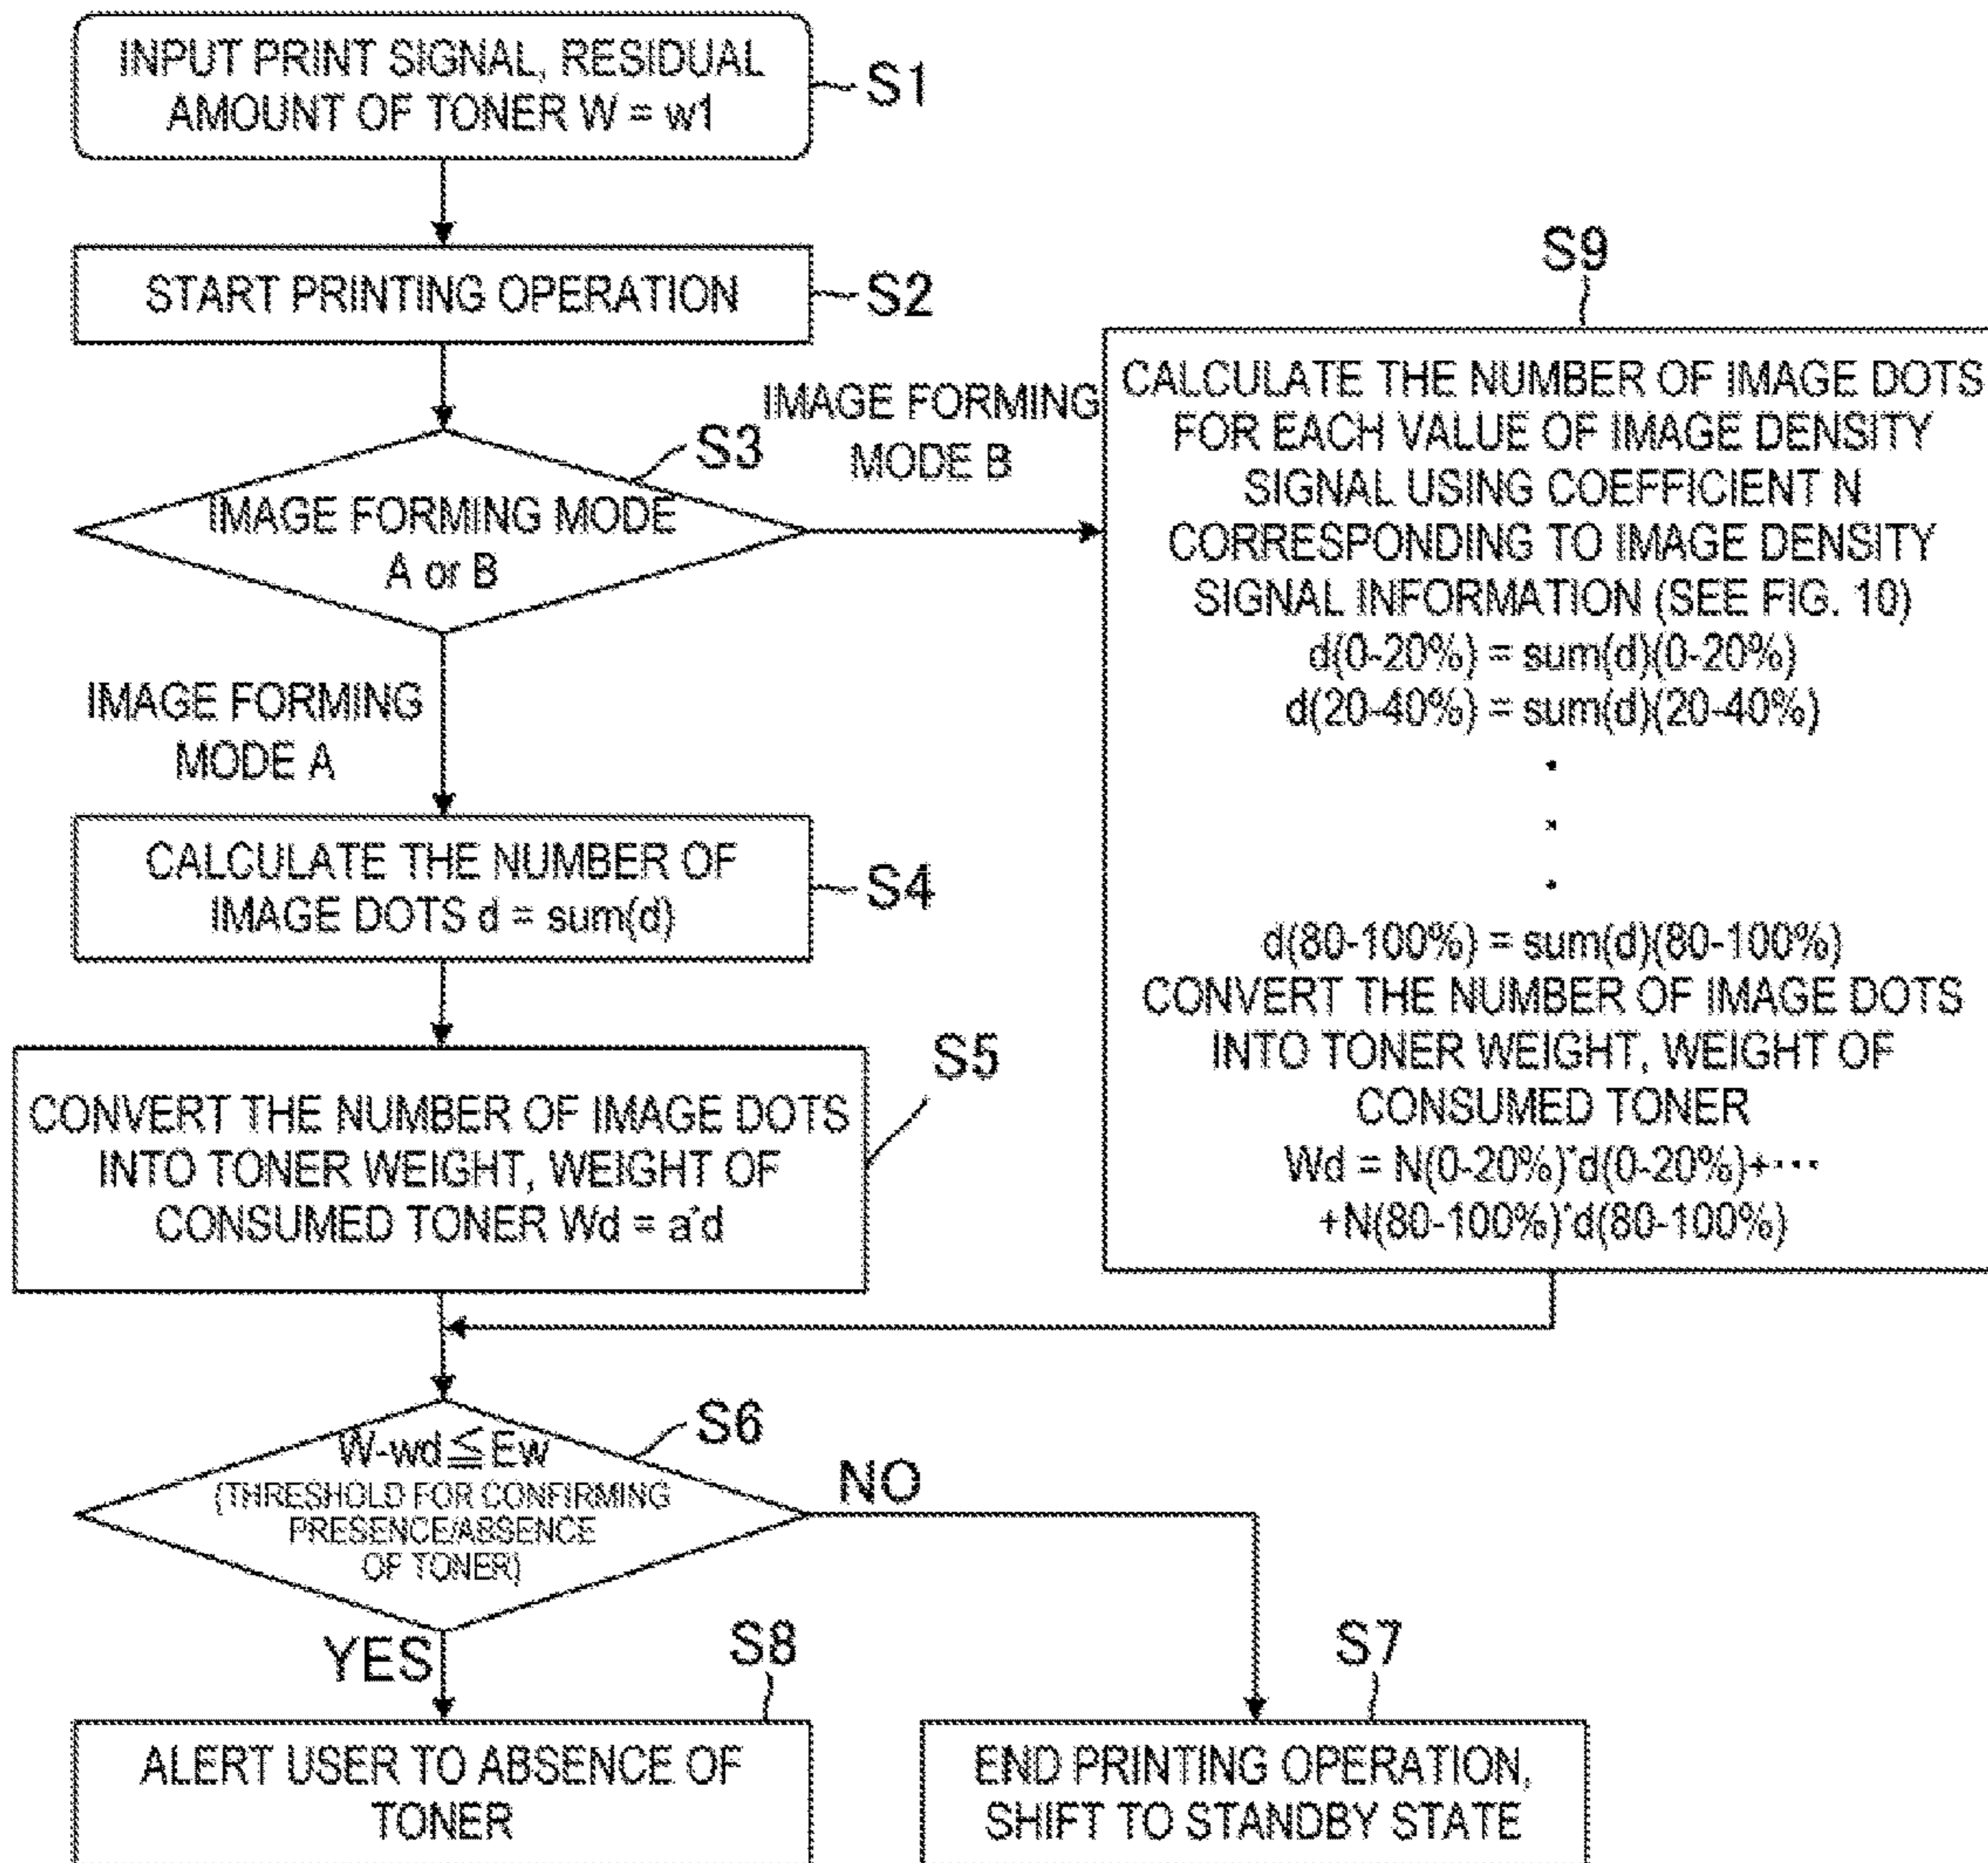 INPUT PRINT SIGNAL, RESIDUAL
AMOUNT OF TONER W = w1
S1
START PRINTING OPERATION
S2
IMAGE FORMING MODE
A or B
S3
IMAGE FORMING
MODE B
IMAGE FORMING
MODE A
CALCULATE THE NUMBER OF
IMAGE DOTS d = sum(d)
S4
CONVERT THE NUMBER OF IMAGE DOTS
INTO TONER WEIGHT, WEIGHT OF
CONSUMED TONER Wd = a*d
S5
S9
CALCULATE THE NUMBER OF IMAGE DOTS
FOR EACH VALUE OF IMAGE DENSITY
SIGNAL USING COEFFICIENT N
CORRESPONDING TO IMAGE DENSITY
SIGNAL INFORMATION (SEE FIG. 10)
d(0-20%) = sum(d)(0-20%)
d(20-40%) = sum(d)(20-40%)
.
.
.
d(80-100%) = sum(d)(80-100%)
CONVERT THE NUMBER OF IMAGE DOTS
INTO TONER WEIGHT, WEIGHT OF
CONSUMED TONER
Wd = N(0-20%)*d(0-20%)+⋯
+N(80-100%)*d(80-100%)
W-wd≦Ew
(THRESHOLD FOR CONFIRMING
PRESENCE/ABSENCE
OF TONER)
S6
NO
YES
S8
ALERT USER TO ABSENCE OF
TONER
S7
END PRINTING OPERATION,
SHIFT TO STANDBY STATE